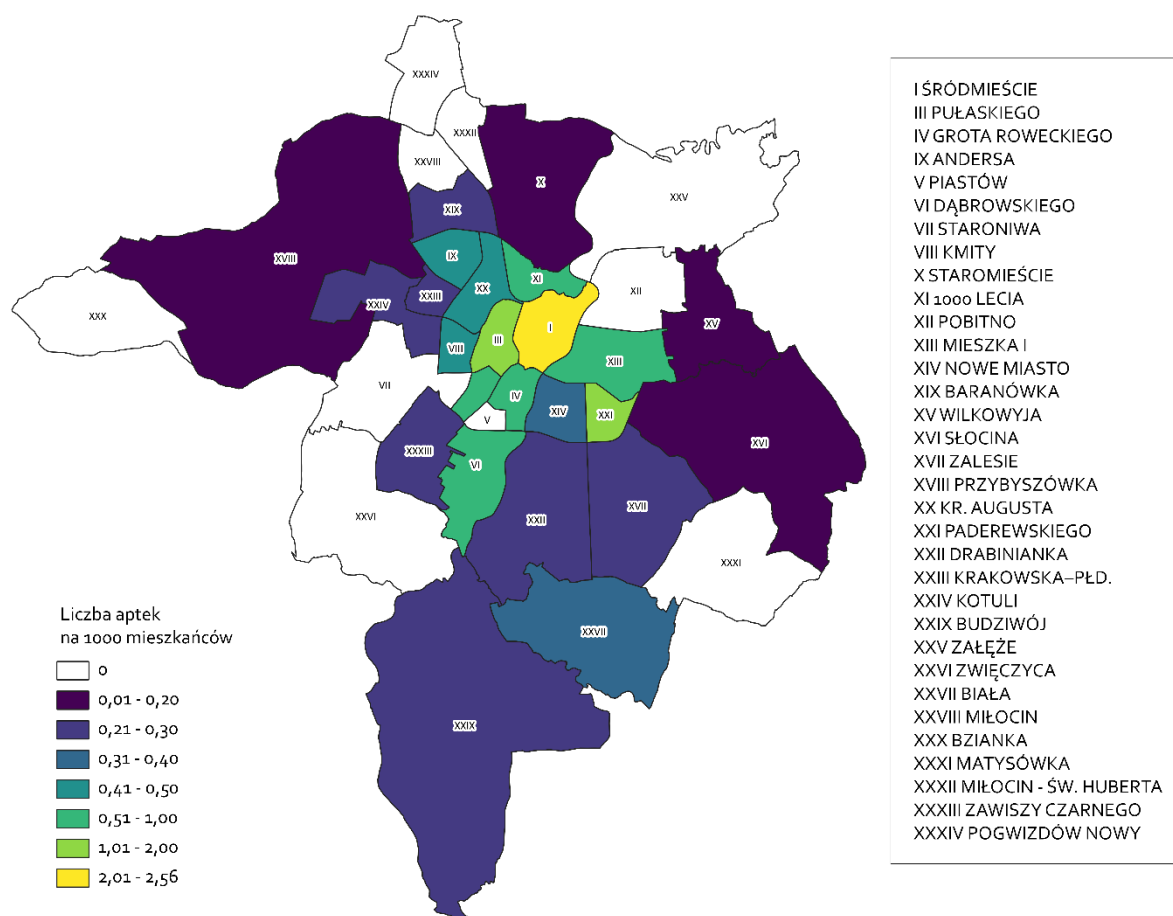 XXXIV
XXXII
XXVIII
X
XXV
XIX
IX
XVIII
XI
XX
XII
XXIII
XXIV
XXX
I
XV
III
VIII
XIII
VII
IV
XIV
V
XXI
XVI
XXXIII
VI
XXVI
XXII
XVII
XXXI
XXVII
XXIX
Liczba aptek
na 1000 mieszkańców
0
0,01 - 0,20
0,21 - 0,30
0,31 - 0,40
0,41 - 0,50
0,51 - 1,00
1,01 - 2,00
2,01 - 2,56
I ŚRÓDMIEŚCIE
III PUŁASKIEGO
IV GROTA ROWECKIEGO
IX ANDERSA
V PIASTÓW
VI DĄBROWSKIEGO
VII STARONIWA
VIII KMITY
X STAROMIEŚCIE
XI 1000 LECIA
XII POBITNO
XIII MIESZKA I
XIV NOWE MIASTO
XIX BARANÓWKA
XV WILKOWYJA
XVI SŁOCINA
XVII ZALESIE
XVIII PRZYBYSZÓWKA
XX KR. AUGUSTA
XXI PADEREWSKIEGO
XXII DRABINIANKA
XXIII KRAKOWSKA–PŁD.
XXIV KOTULI
XXIX BUDZIWÓJ
XXV ZAŁĘŻE
XXVI ZWIĘCZYCA
XXVII BIAŁA
XXVIII MIŁOCIN
XXX BZIANKA
XXXI MATYSÓWKA
XXXII MIŁOCIN - ŚW. HUBERTA
XXXIII ZAWISZY CZARNEGO
XXXIV POGWIZDÓW NOWY